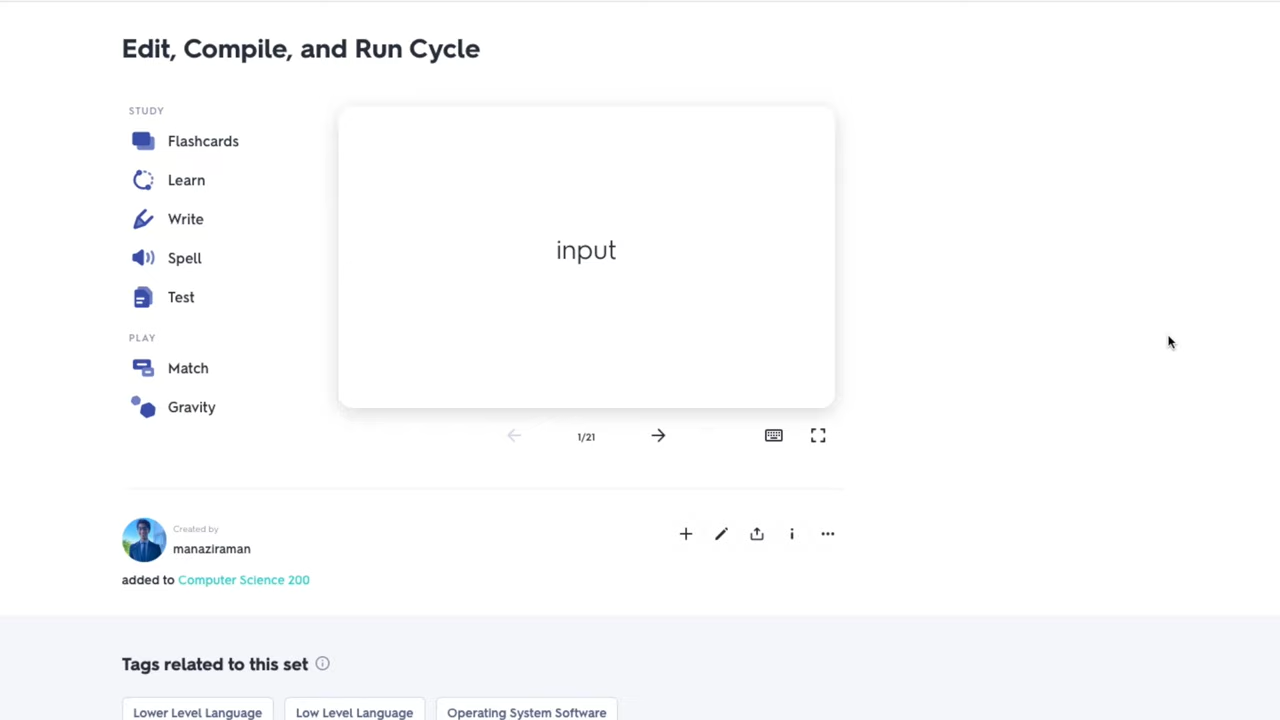 Edit, Compile, and Run Cycle
STUDY
Flashcards
Learn
Write
Spell
Test
PLAY
Match
Gravity
input
1/21
Created by
manaziraman
added to Computer Science 200
Tags related to this set
Lower Level Language
Low Level Language
Operating System Software